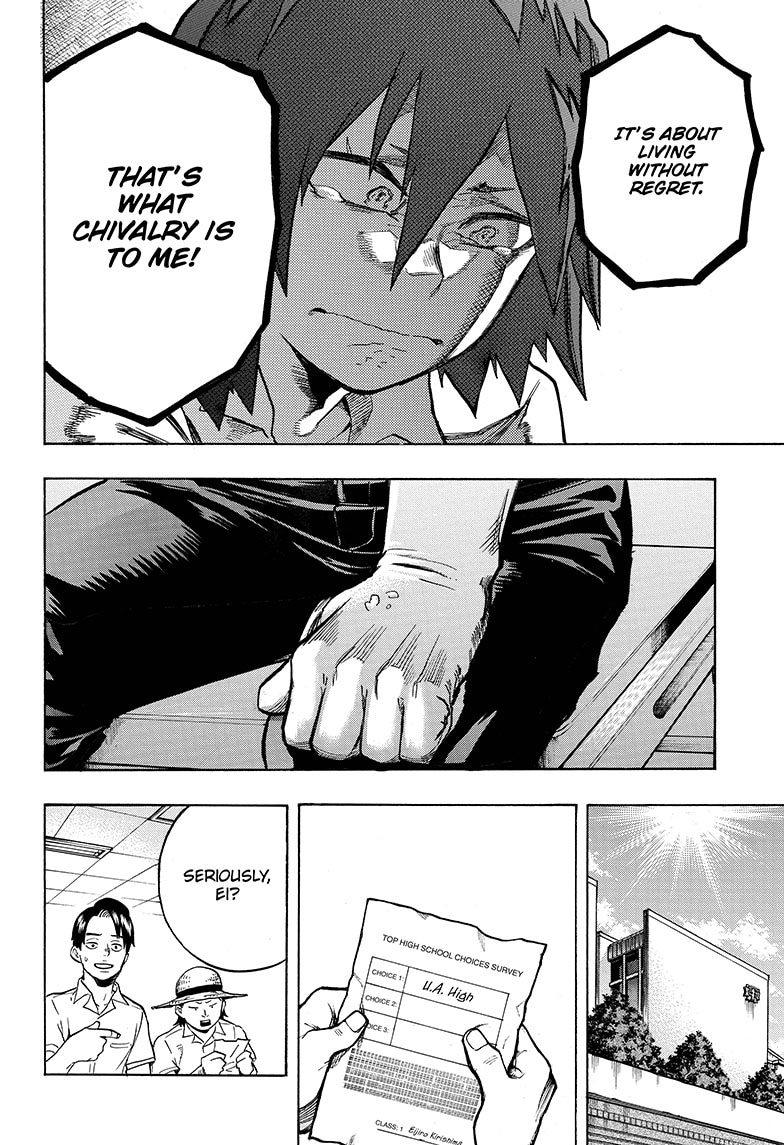 IT'S ABOUT
LIVING
WITHOUT
REGRET.
THAT'S
WHAT
CHIVALRY IS
TO ME!
TOP HIGH SCHOOL CHOICES SURVEY
CHOICE 1: U.A. High
CHOICE 2:
OICE 3:
CLASS: 1 Eijiro Kirishima
SERIOUSLY,
EI?